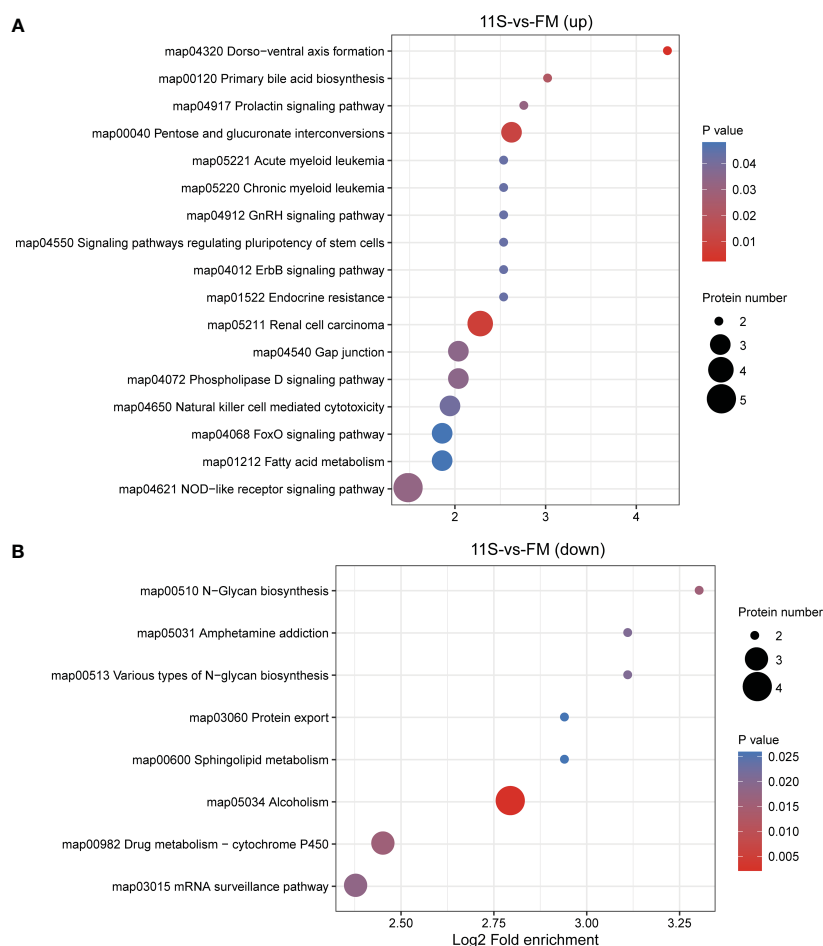 A
11S-vs-FM (up)
map04320 Dorso−ventral axis formation
map00120 Primary bile acid biosynthesis
map04917 Prolactin signaling pathway
map00040 Pentose and glucuronate interconversions
map05221 Acute myeloid leukemia
map05220 Chronic myeloid leukemia
map04912 GnRH signaling pathway
map04550 Signaling pathways regulating pluripotency of stem cells
map04012 ErbB signaling pathway
map01522 Endocrine resistance
map05211 Renal cell carcinoma
map04540 Gap junction
map04072 Phospholipase D signaling pathway
map04650 Natural killer cell mediated cytotoxicity
map04068 FoxO signaling pathway
map01212 Fatty acid metabolism
map04621 NOD−like receptor signaling pathway
2 3 4
P value
0.04
0.03
0.02
0.01
Protein number
2
3
4
5
B
11S-vs-FM (down)
map00510 N−Glycan biosynthesis
map05031 Amphetamine addiction
map00513 Various types of N−glycan biosynthesis
map03060 Protein export
map00600 Sphingolipid metabolism
map05034 Alcoholism
map00982 Drug metabolism − cytochrome P450
map03015 mRNA surveillance pathway
2.50 2.75 3.00 3.25
Log2 Fold enrichment
Protein number
2
3
4
P value
0.025
0.020
0.015
0.010
0.005